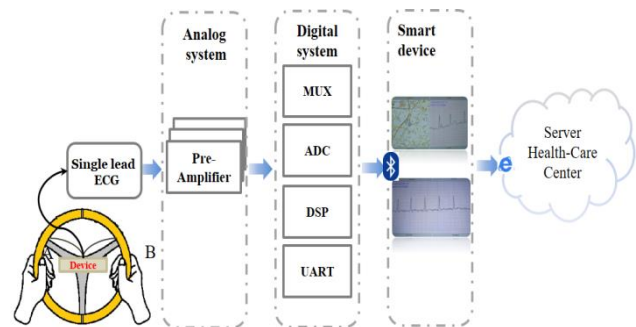 Analog
system
Digital
system
Smart
device
MUX
ADC
DSP
UART
Single lead
ECG
Pre-
Amplifier
Server
Health-Care
Center
B
Device
e